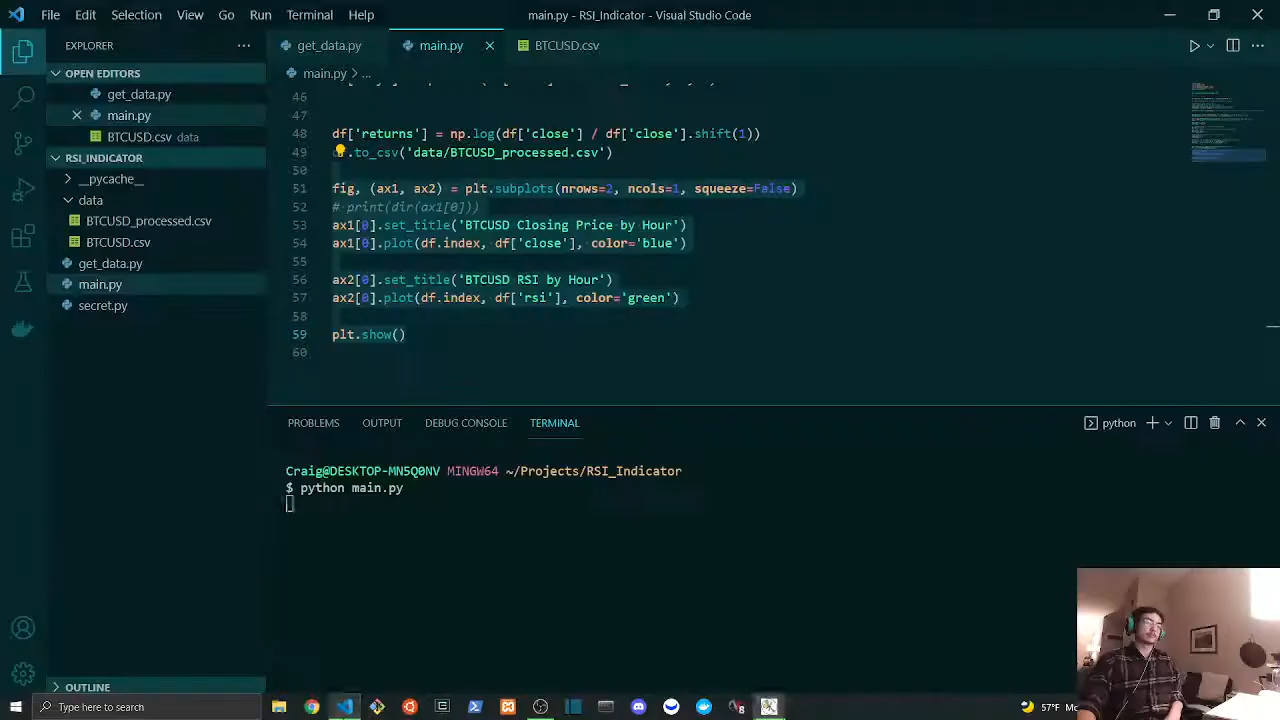 File Edit Selection View Go Run Terminal Help
main.py - RSI_Indicator - Visual Studio Code
EXPLORER
get_data.py
main.py
BTCUSD.csv
OPEN EDITORS
main.py > ...
get_data.py
main.py
BTCUSD.csv data
RSI_INDICATOR
__pycache__
data
BTCUSD_processed.csv
BTCUSD.csv
get_data.py
main.py
secret.py
46
47
48 df['returns'] = np.log(df['close'] / df['close'].shift(1))
49 .to_csv('data/BTCUSD_processed.csv')
50
51 fig, (ax1, ax2) = plt.subplots(nrows=2, ncols=1, squeeze=False)
52 # print(dir(ax1[0]))
53 ax1[0].set_title('BTCUSD Closing Price by Hour')
54 ax1[0].plot(df.index, df['close'], color='blue')
55
56 ax2[0].set_title('BTCUSD RSI by Hour')
57 ax2[0].plot(df.index, df['rsi'], color='green')
58
59 plt.show()
60
PROBLEMS OUTPUT DEBUG CONSOLE TERMINAL
python
Craig@DESKTOP-MN5Q0NV MINGW64 ~/Projects/RSI_Indicator
$ python main.py
OUTLINE
Type here to search
57°F